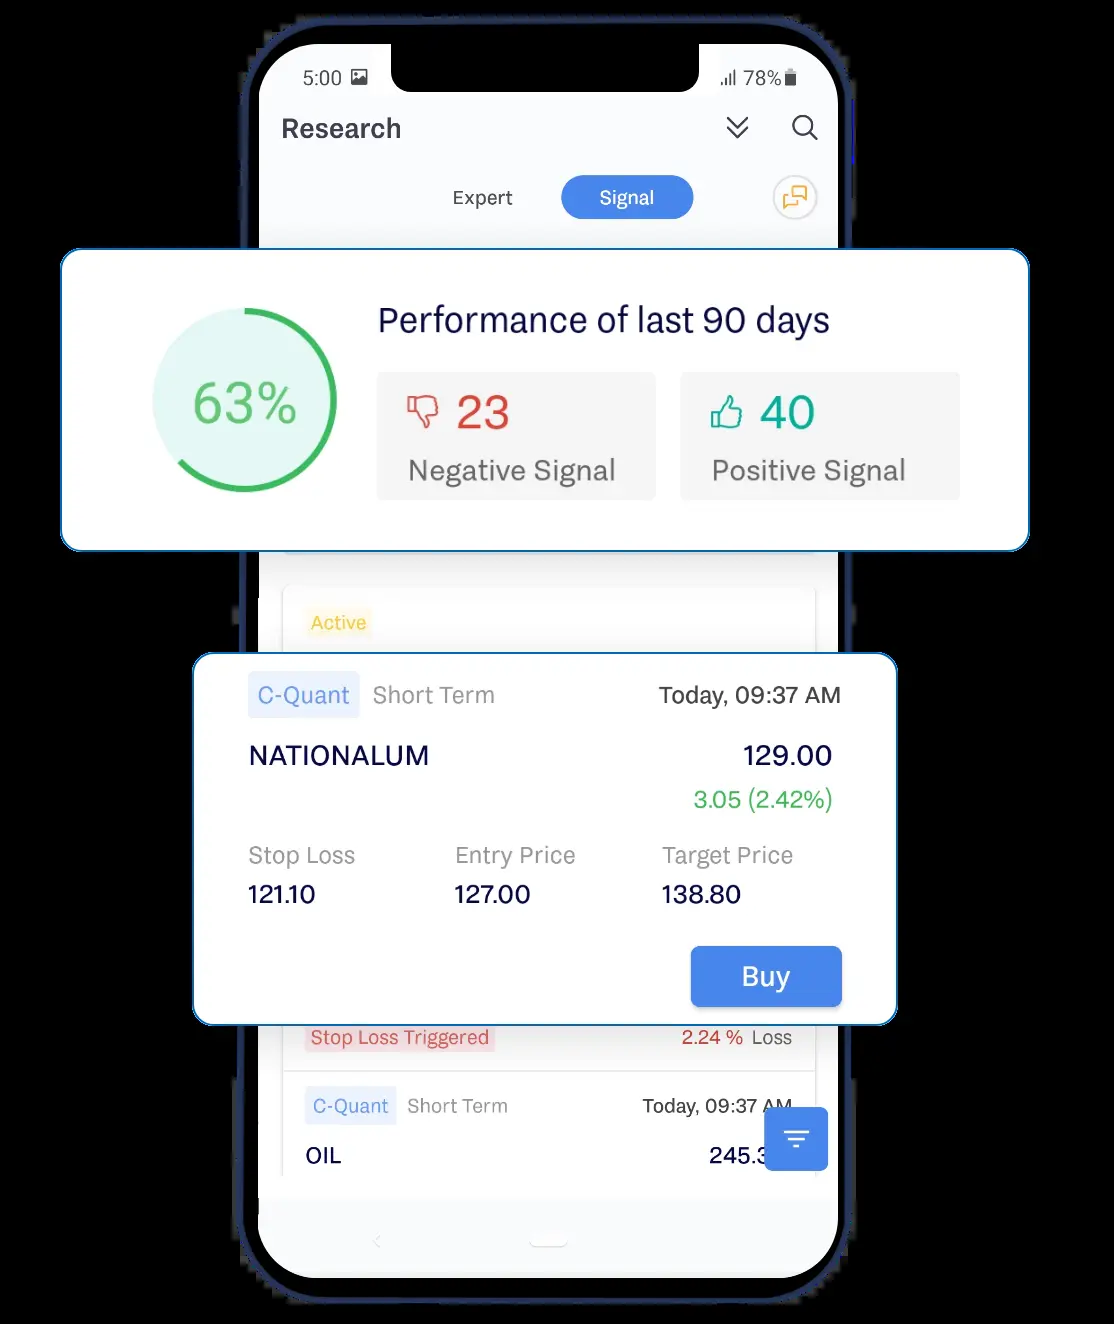 5:00 78%
Research
Expert Signal
Performance of last 90 days
63%
23 40
Negative Signal Positive Signal
Active
C-Quant Short Term Today, 09:37 AM
NATIONALUM 129.00
3.05 (2.42%)
Stop Loss Entry Price Target Price
121.10 127.00 138.80
Buy
Stop Loss Triggered 2.24 % Loss
C-Quant Short Term Today, 09:37 AM
OIL 245.3